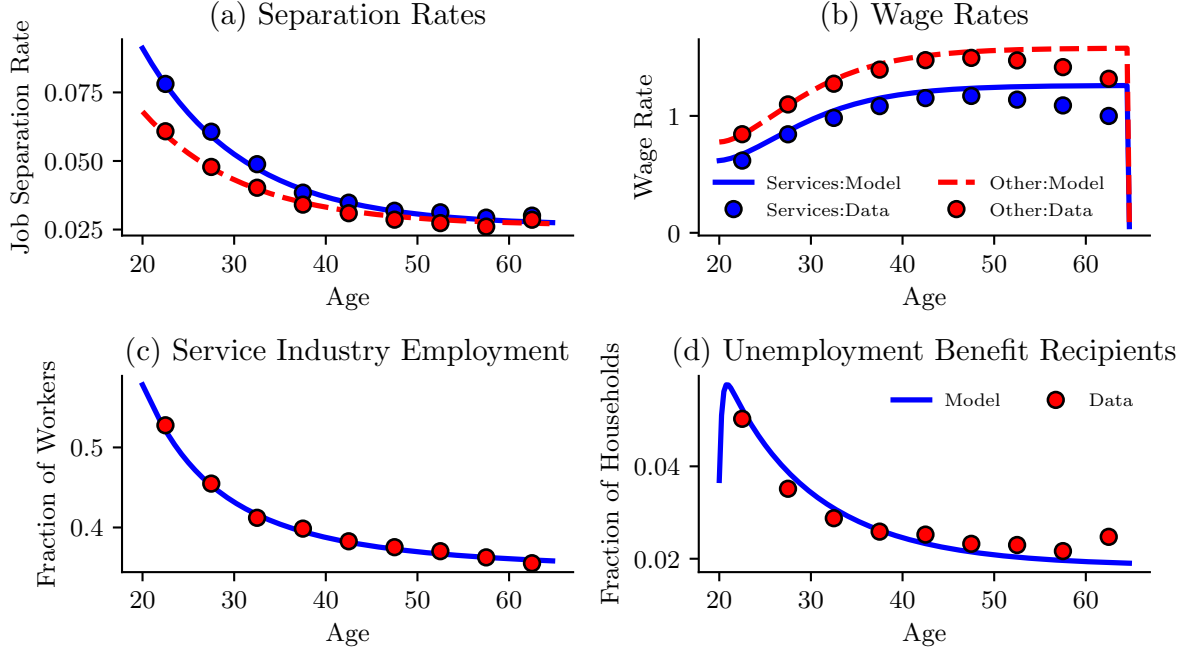 (a) Separation Rates
Job Separation Rate
0.075
0.050
0.025
20 30 40 50 60
Age
(b) Wage Rates
Wage Rate
1
0
Services:Model
Services:Data
Other:Model
Other:Data
20 30 40 50 60
Age
(c) Service Industry Employment
Fraction of Workers
0.5
0.4
20 30 40 50 60
Age
(d) Unemployment Benefit Recipients
Fraction of Households
0.04
0.02
Model Data
20 30 40 50 60
Age